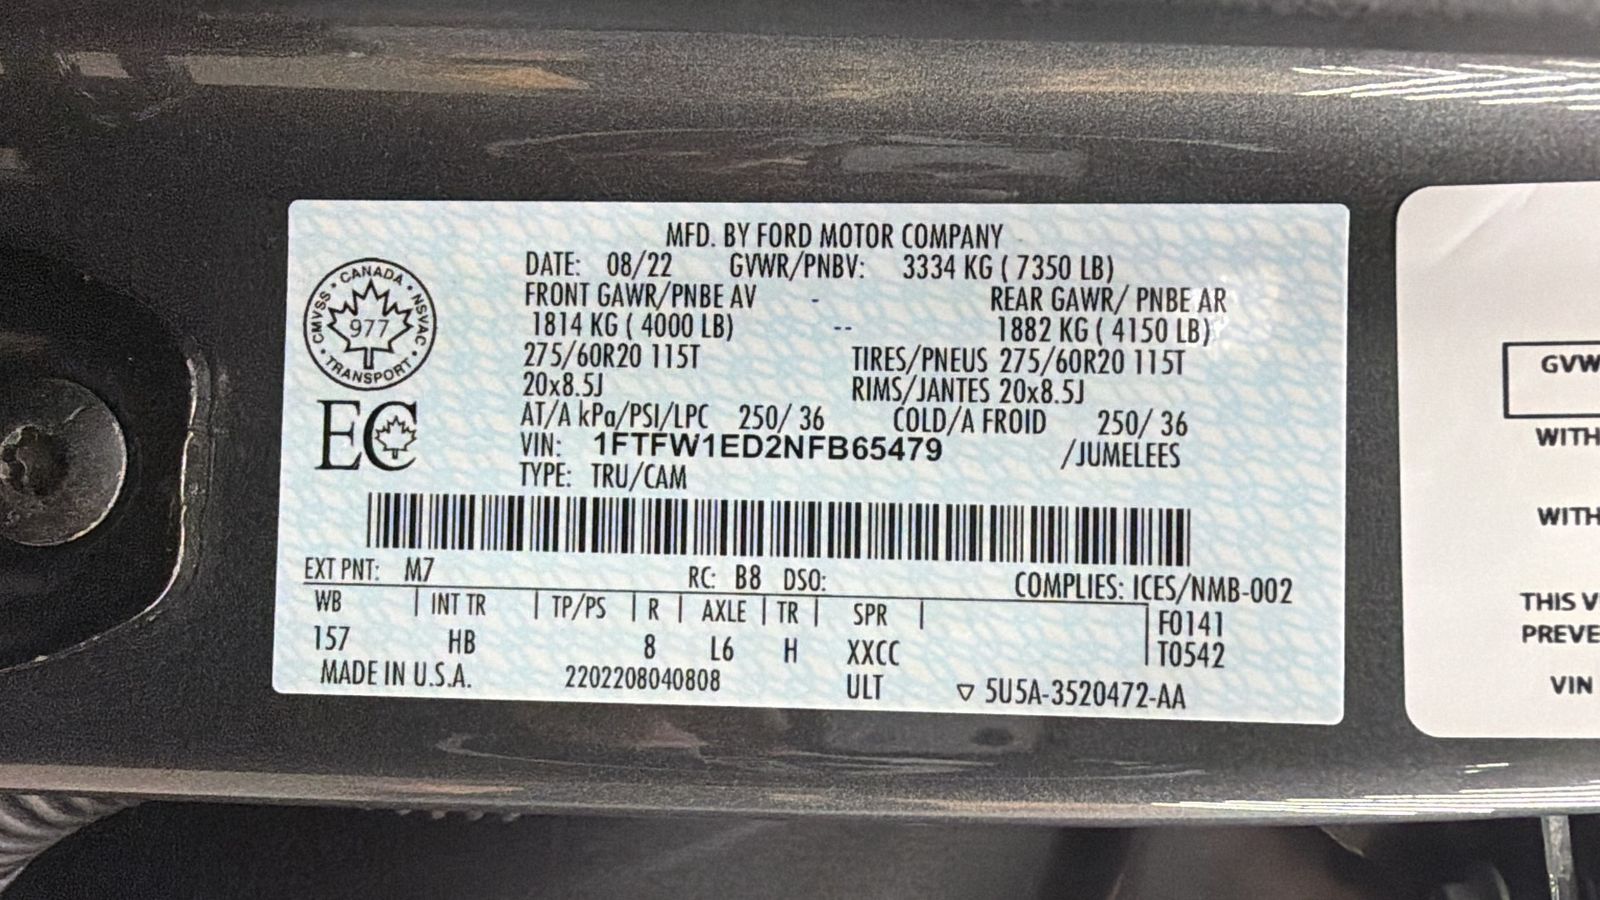 MFD. BY FORD MOTOR COMPANY
DATE: 08/22 GVWR/PNBV: 3334 KG ( 7350 LB)
FRONT GAWR/PNBE AV - REAR GAWR/ PNBE AR
1814 KG ( 4000 LB) -- 1882 KG ( 4150 LB)
275/60R20 115T TIRES/PNEUS 275/60R20 115T
20x8.5J RIMS/JANTES 20x8.5J
AT/A kPa/PSI/LPC 250/ 36 COLD/A FROID 250/ 36
VIN: 1FTFW1ED2NFB65479 /JUMELEES
TYPE: TRU/CAM
CANADA
CMVSS · NSVAC
977
TRANSPORT
EC
EXT PNT: M7 RC: B8 DSO: COMPLIES: ICES/NMB-002
WB | INT TR | TP/PS | R | AXLE | TR | SPR | F0141
157 HB 8 L6 H XXCC T0542
MADE IN U.S.A. 2202208040808 ULT ▽ 5U5A-3520472-AA
GVW
WITH
WITH
THIS V
PREVE
VIN